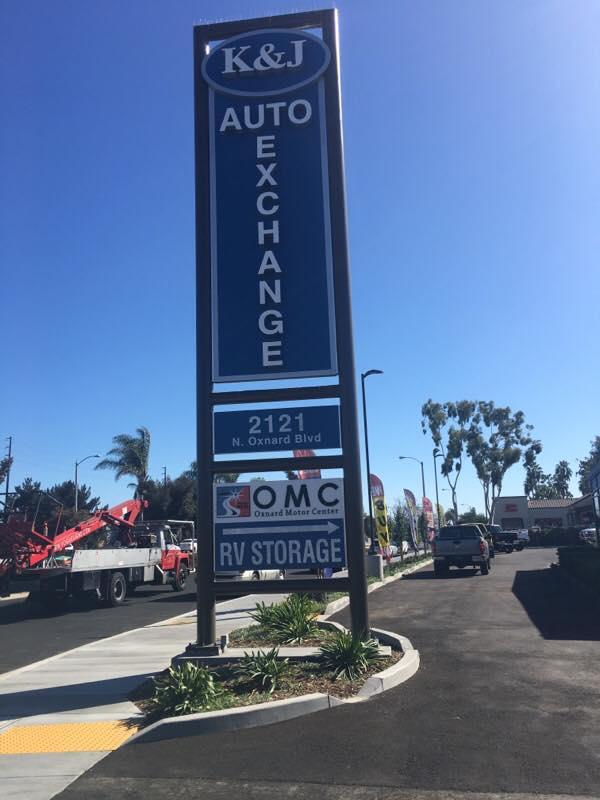 K&J
AUTO
EXCHANGE
2121
N. Oxnard Blvd
OMC
Oxnard Motor Center
RV STORAGE